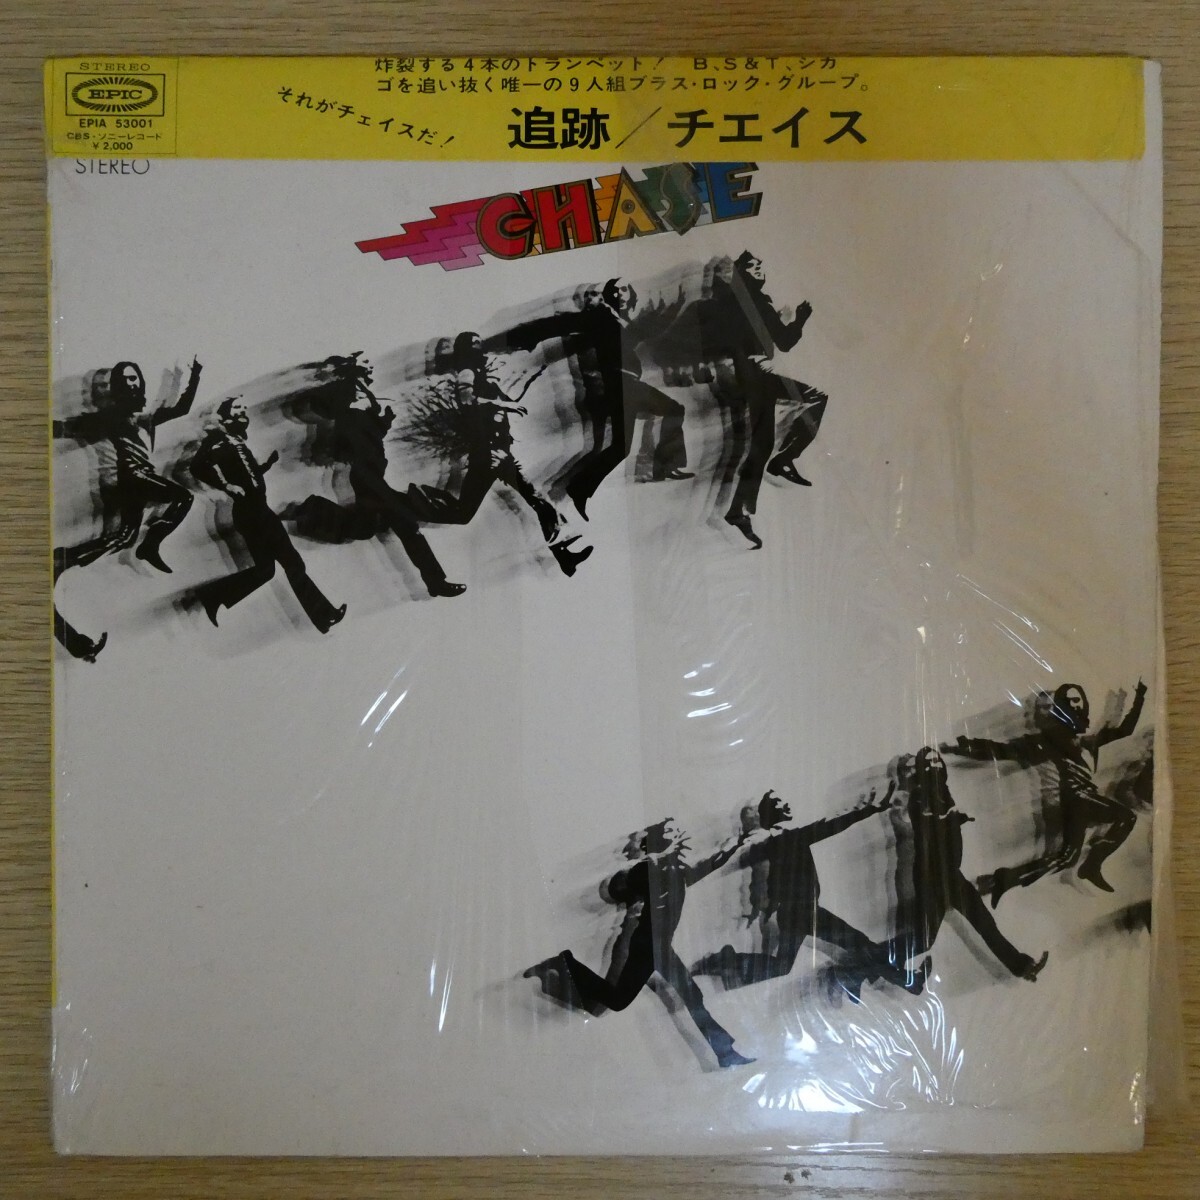 STEREO
EPIC
EPIA 53001
CBS・ソニーレコード
¥2,000
炸裂する4本のトランペット! B、S&T、シカ
ゴを追い抜く唯一の9人組ブラス・ロック・グループ。
それがチェイスだ!
追跡／チェイス
STEREO
CHASE